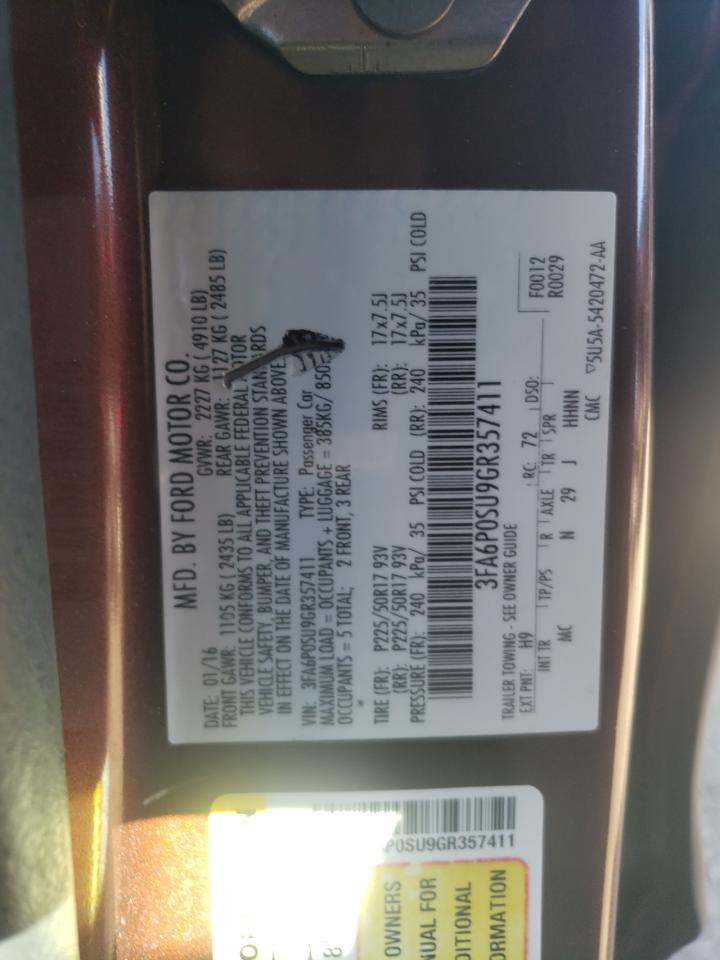 MFD. BY FORD MOTOR CO.
DATE: 01/16 GVWR: 2227 KG ( 4910 LB)
FRONT GAWR: 1105 KG ( 2435 LB) REAR GAWR: 1127 KG ( 2485 LB)
THIS VEHICLE CONFORMS TO ALL APPLICABLE FEDERAL MOTOR
VEHICLE SAFETY, BUMPER, AND THEFT PREVENTION STANDARDS
IN EFFECT ON THE DATE OF MANUFACTURE SHOWN ABOVE.
VIN: 3FA6P0SU9GR357411 TYPE: Passenger Car
MAXIMUM LOAD = OCCUPANTS + LUGGAGE = 385KG/ 850
OCCUPANTS = 5 TOTAL; 2 FRONT, 3 REAR
TIRE (FR): P225/50R17 93V RIMS (FR): 17x7.5J
(RR): P225/50R17 93V (RR): 17x7.5J
PRESSURE (FR): 240 kPa/ 35 PSI COLD (RR): 240 kPa/ 35 PSI COLD
3FA6P0SU9GR357411
TRAILER TOWING - SEE OWNER GUIDE
EXT PNT: H9 RC: 72 DSO: F0012
R0029
INT TR TP/PS R AXLE TR SPR
MC N 29 J HHNN
CMC ▽5U5A-5420472-AA
P0SU9GR357411
OWNERS
NUAL FOR
DITIONAL
ORMATION